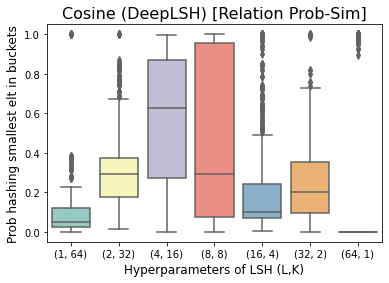 Cosine (DeepLSH) [Relation Prob-Sim]
Prob hashing smallest elt in buckets
1.0
0.8
0.6
0.4
0.2
0.0
(1, 64) (2, 32) (4, 16) (8, 8) (16, 4) (32, 2) (64, 1)
Hyperparameters of LSH (L,K)